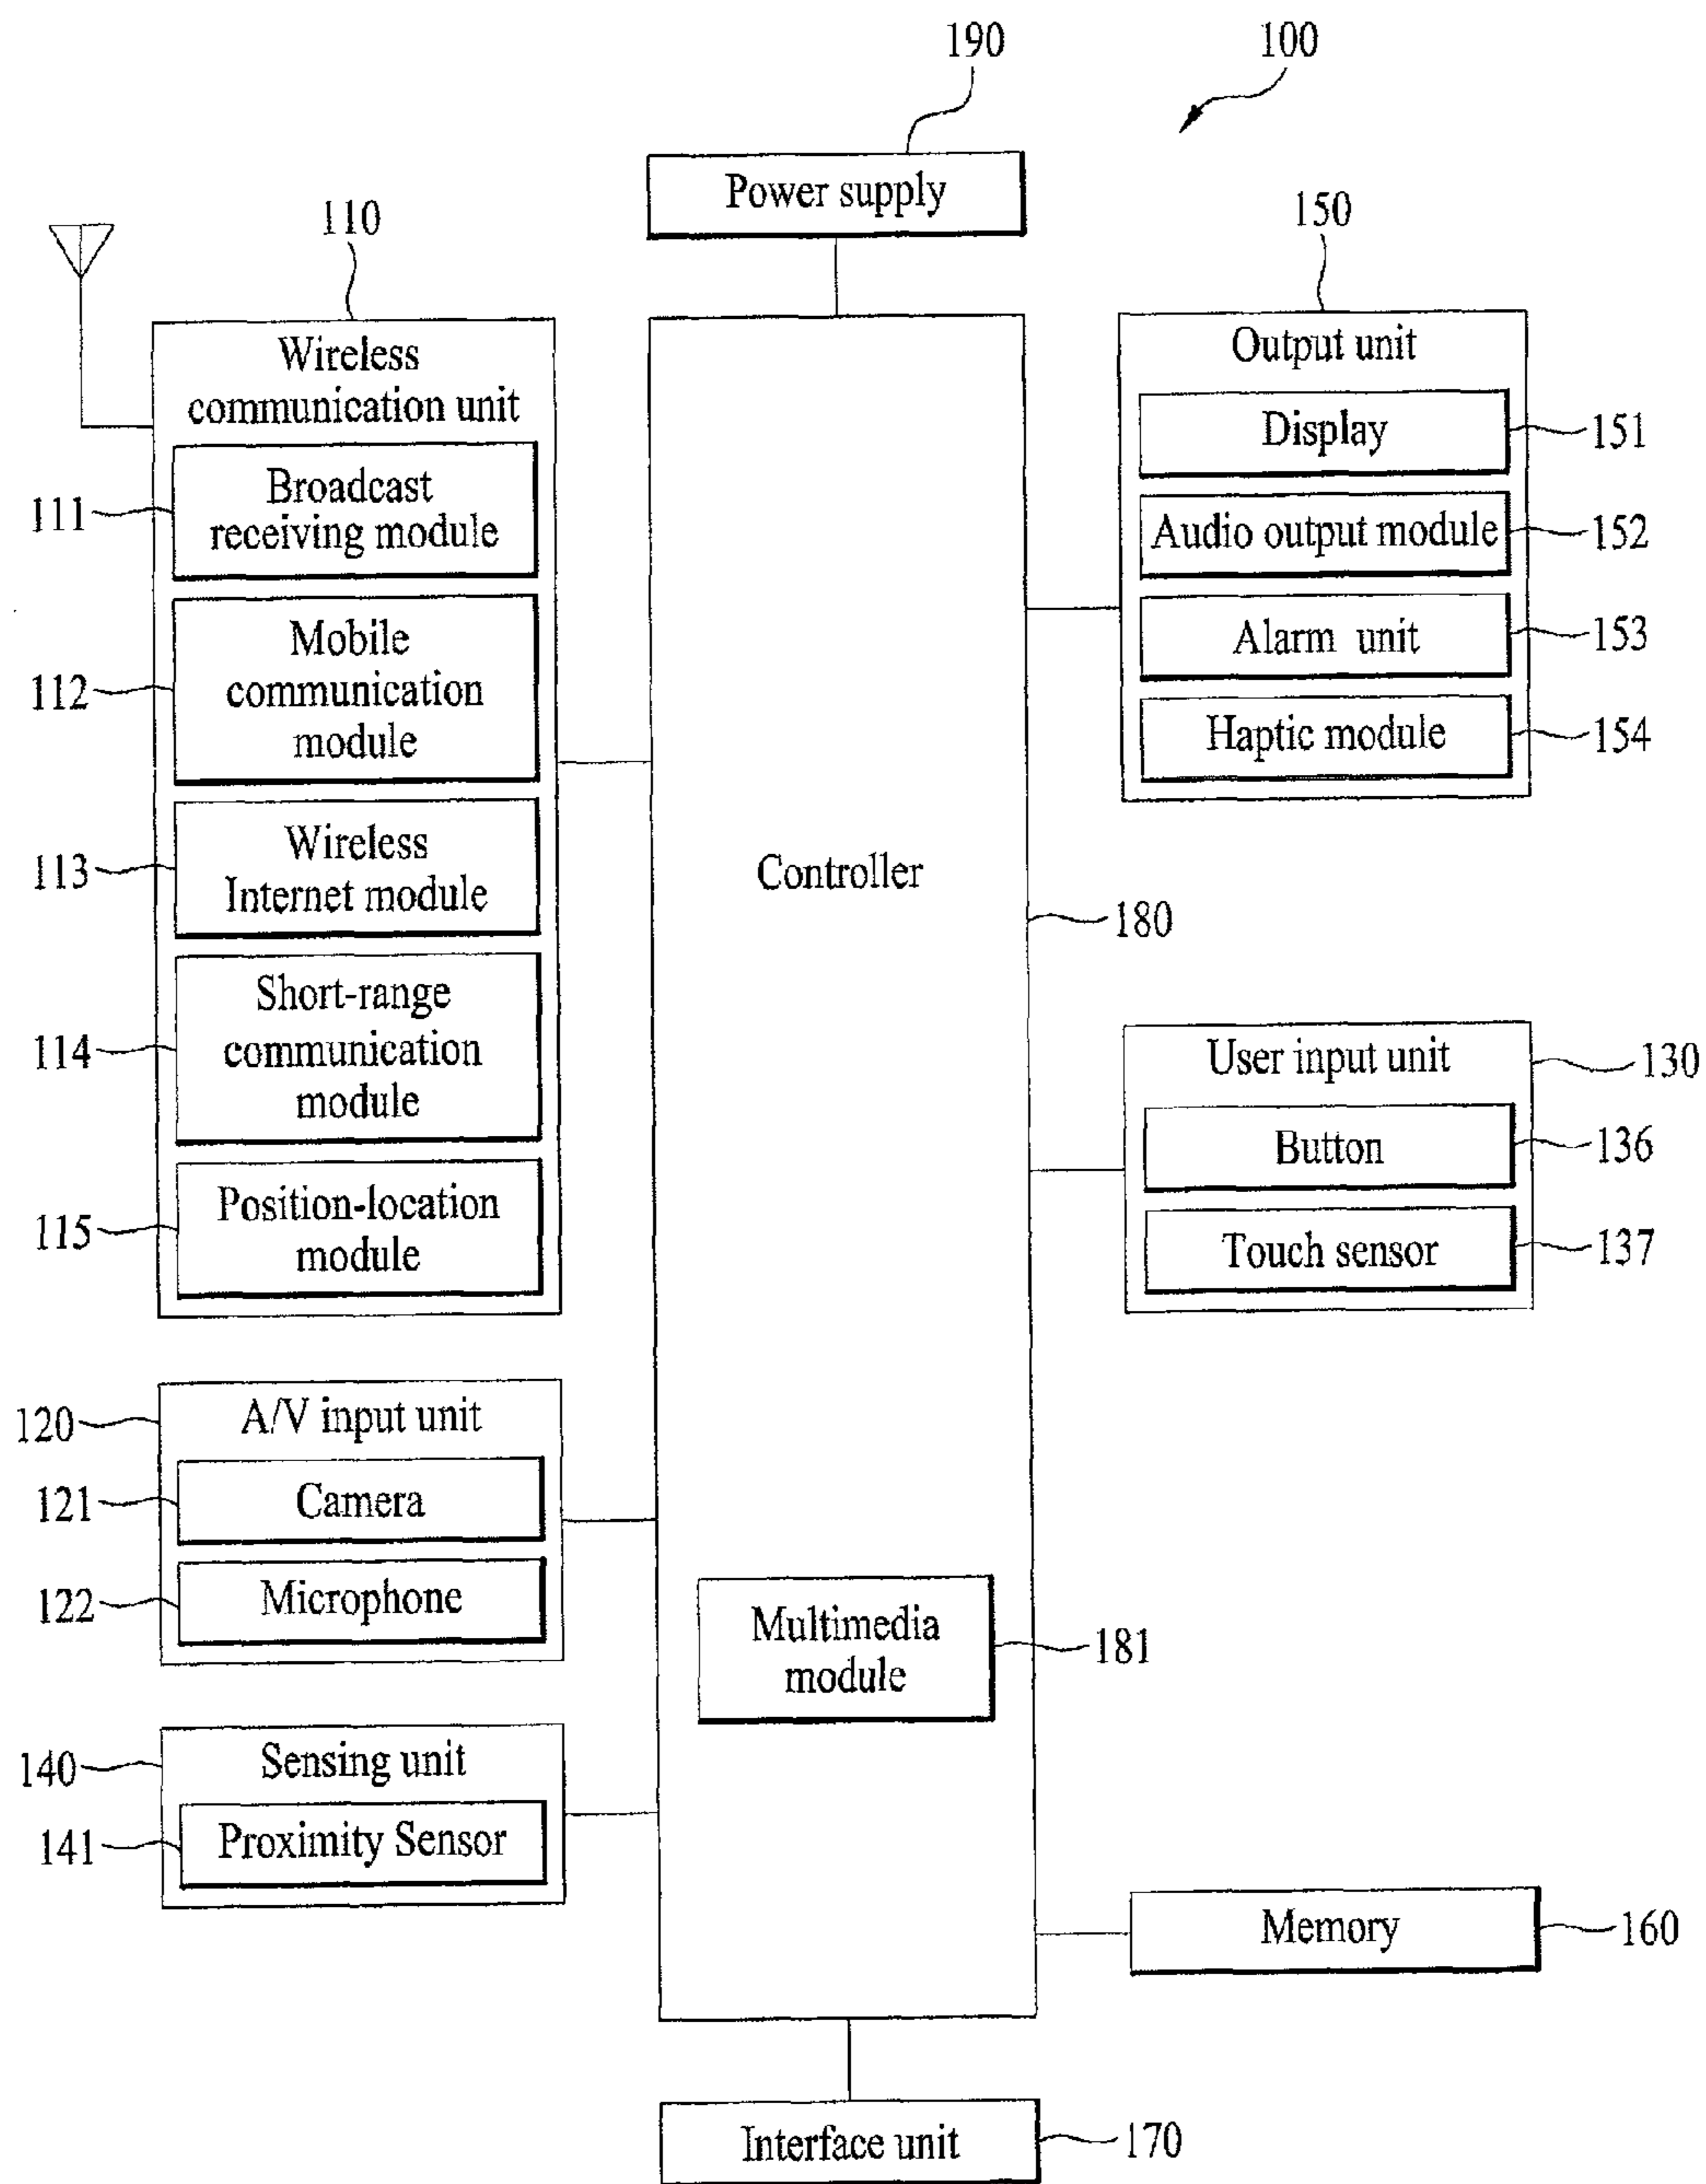 190
100
Power supply
110
150
Wireless
communication unit
Output unit
Broadcast
receiving module
111
Display
151
Audio output module
152
Mobile
communication
module
112
Alarm unit
153
Haptic module
154
Wireless
Internet module
113
Controller
180
Short-range
communication
module
114
User input unit
130
Button
136
Position-location
module
115
Touch sensor
137
A/V input unit
120
Camera
121
Microphone
122
Multimedia
module
181
Sensing unit
140
Proximity Sensor
141
Memory
160
Interface unit
170